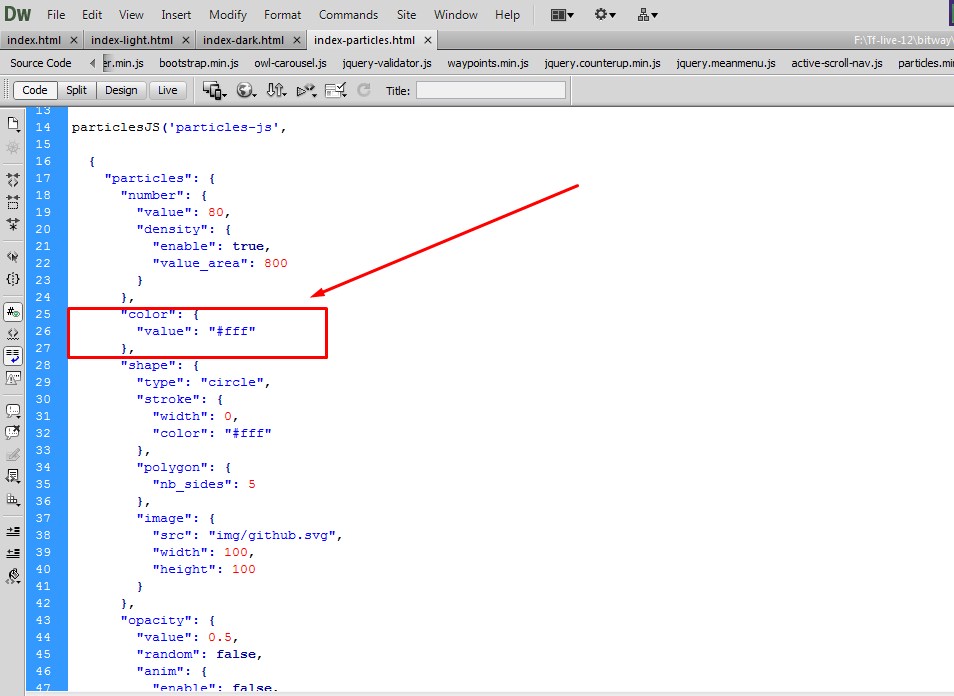 Dw File Edit View Insert Modify Format Commands Site Window Help
index.html × index-light.html × index-dark.html × index-particles.html × F:\Tf-live-12\bitway
Source Code er.min.js bootstrap.min.js owl-carousel.js jquery-validator.js waypoints.min.js jquery.counterup.min.js jquery.meanmenu.js active-scroll-nav.js particles.mi
Code Split Design Live Title:
13
14 particlesJS('particles-js',
15
16 {
17 "particles": {
18 "number": {
19 "value": 80,
20 "density": {
21 "enable": true,
22 "value_area": 800
23 }
24 },
25 "color": {
26 "value": "#fff"
27 },
28 "shape": {
29 "type": "circle",
30 "stroke": {
31 "width": 0,
32 "color": "#fff"
33 },
34 "polygon": {
35 "nb_sides": 5
36 },
37 "image": {
38 "src": "img/github.svg",
39 "width": 100,
40 "height": 100
41 }
42 },
43 "opacity": {
44 "value": 0.5,
45 "random": false,
46 "anim": {
47 "enable": false,